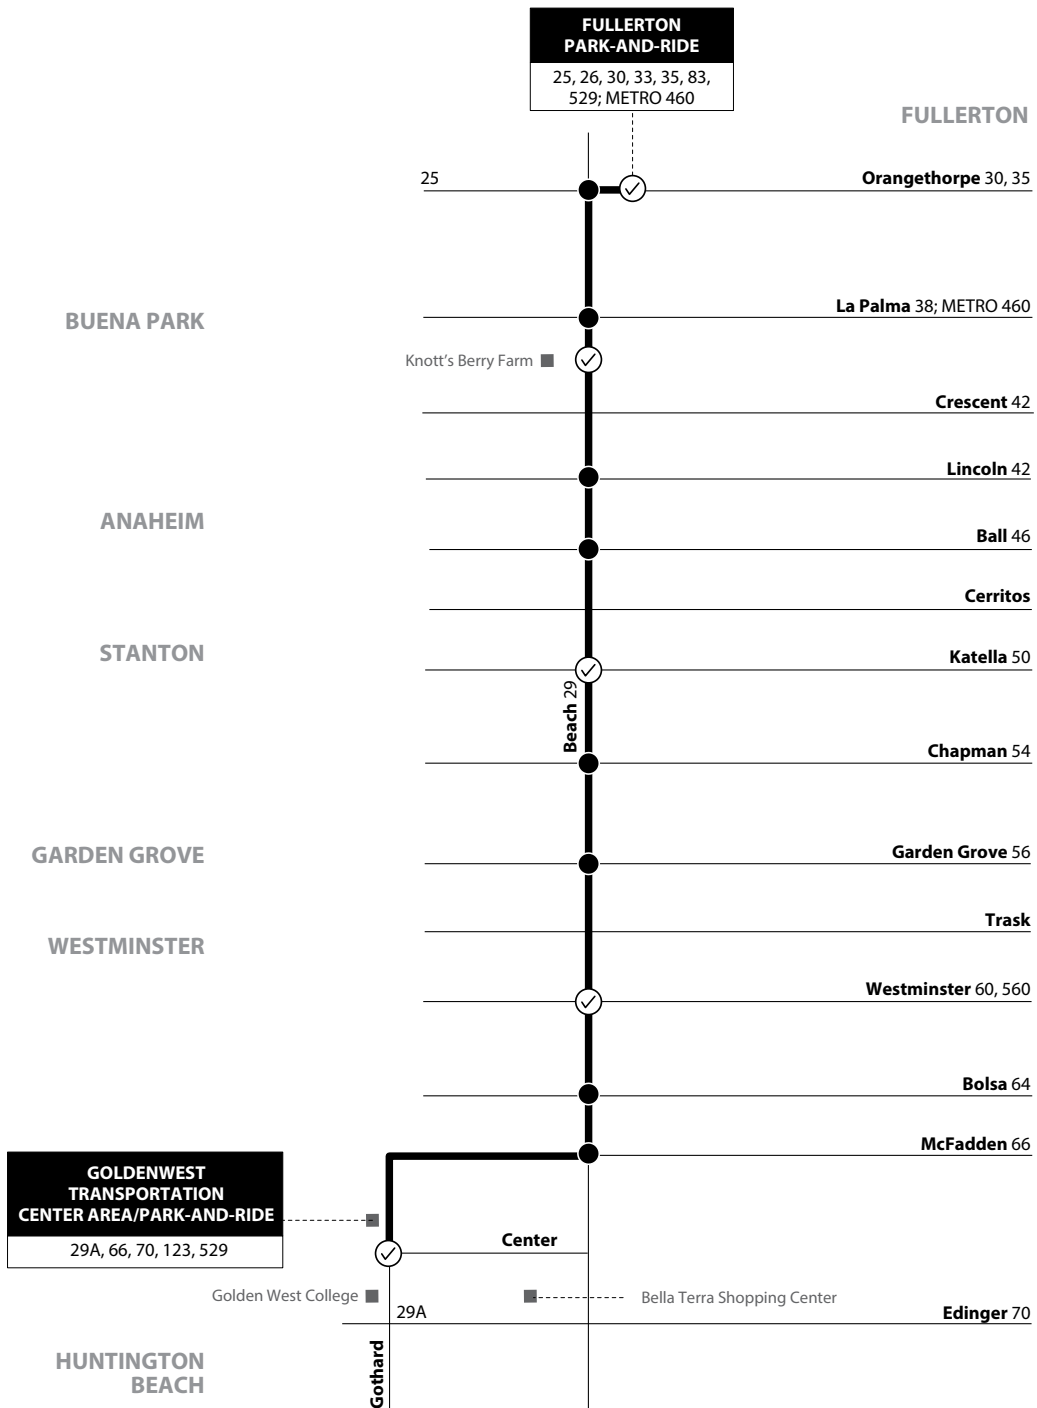 FULLERTON
PARK-AND-RIDE
25, 26, 30, 33, 35, 83,
529; METRO 460
FULLERTON
25
Orangethorpe 30, 35
La Palma 38; METRO 460
BUENA PARK
Knott's Berry Farm
Crescent 42
Lincoln 42
ANAHEIM
Ball 46
Cerritos
STANTON
Katella 50
Beach 29
Chapman 54
GARDEN GROVE
Garden Grove 56
Trask
WESTMINSTER
Westminster 60, 560
Bolsa 64
McFadden 66
GOLDENWEST
TRANSPORTATION
CENTER AREA/PARK-AND-RIDE
29A, 66, 70, 123, 529
Center
Golden West College
Bella Terra Shopping Center
29A
Edinger 70
Gothard
HUNTINGTON
BEACH